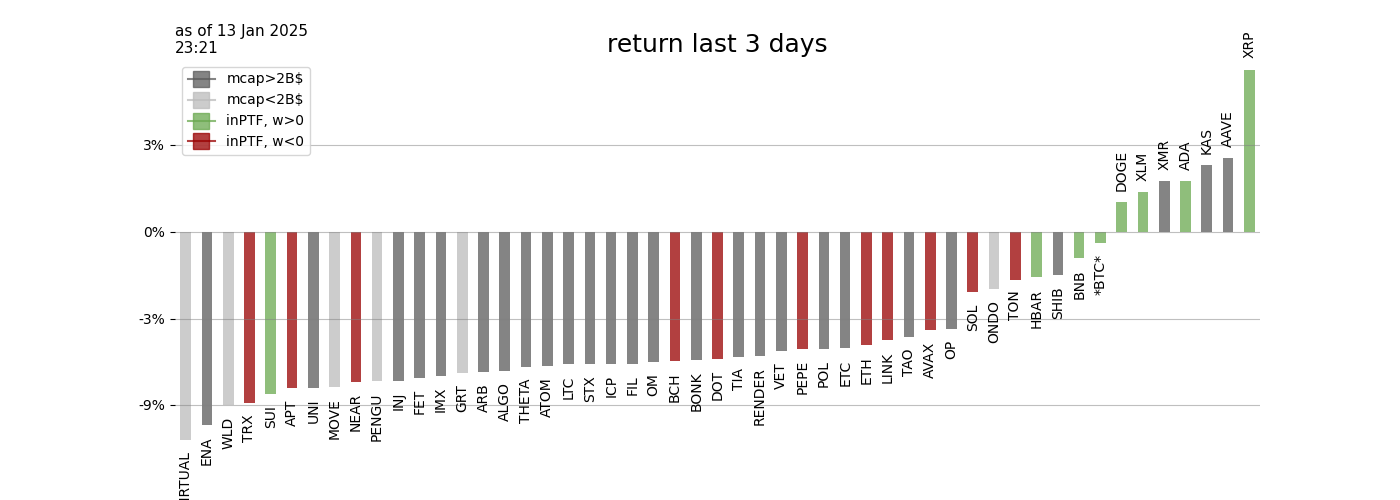 as of 13 Jan 2025
23:21
return last 3 days
mcap>2B$
mcap<2B$
inPTF, w>0
inPTF, w<0
3%
0%
-3%
-9%
IRTUAL
ENA
WLD
TRX
SUI
APT
UNI
MOVE
NEAR
PENGU
INJ
FET
IMX
GRT
ARB
ALGO
THETA
ATOM
LTC
STX
ICP
FIL
OM
BCH
BONK
DOT
TIA
RENDER
VET
PEPE
POL
ETC
ETH
LINK
TAO
AVAX
OP
SOL
ONDO
TON
HBAR
SHIB
BNB
*BTC*
DOGE
XLM
XMR
ADA
KAS
AAVE
XRP